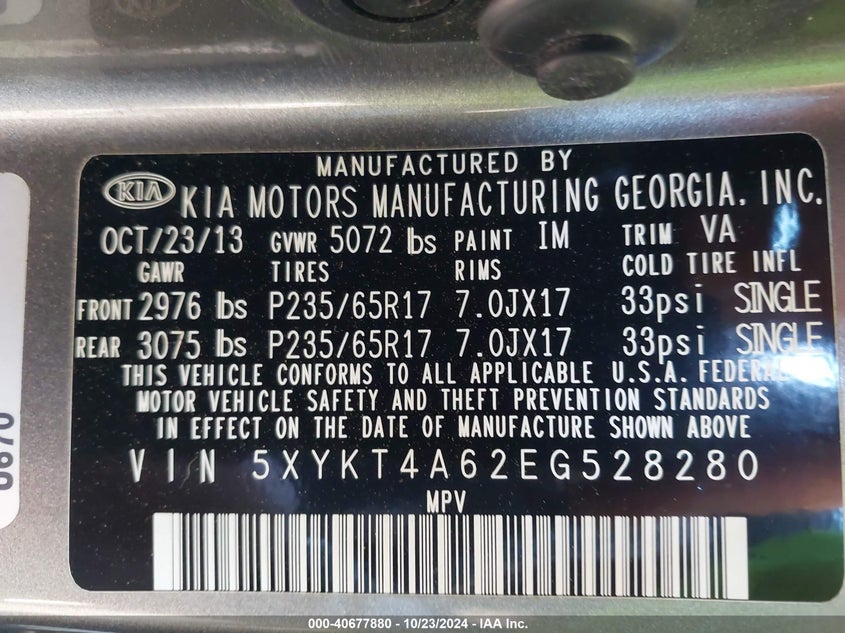 MANUFACTURED BY
KIA KIA MOTORS MANUFACTURING GEORGIA, INC.
OCT/23/13 GVWR 5072 lbs PAINT IM TRIM VA
GAWR TIRES RIMS COLD TIRE INFL
FRONT 2976 lbs P235/65R17 7.0JX17 33psi SINGLE
REAR 3075 lbs P235/65R17 7.0JX17 33psi SINGLE
THIS VEHICLE CONFORMS TO ALL APPLICABLE U.S.A. FEDERAL
MOTOR VEHICLE SAFETY AND THEFT PREVENTION STANDARDS
IN EFFECT ON THE DATE OF MANUFACTURE SHOWN ABOVE
VIN 5XYKT4A62EG528280
MPV
000-40677880 - 10/23/2024 - IAA Inc.